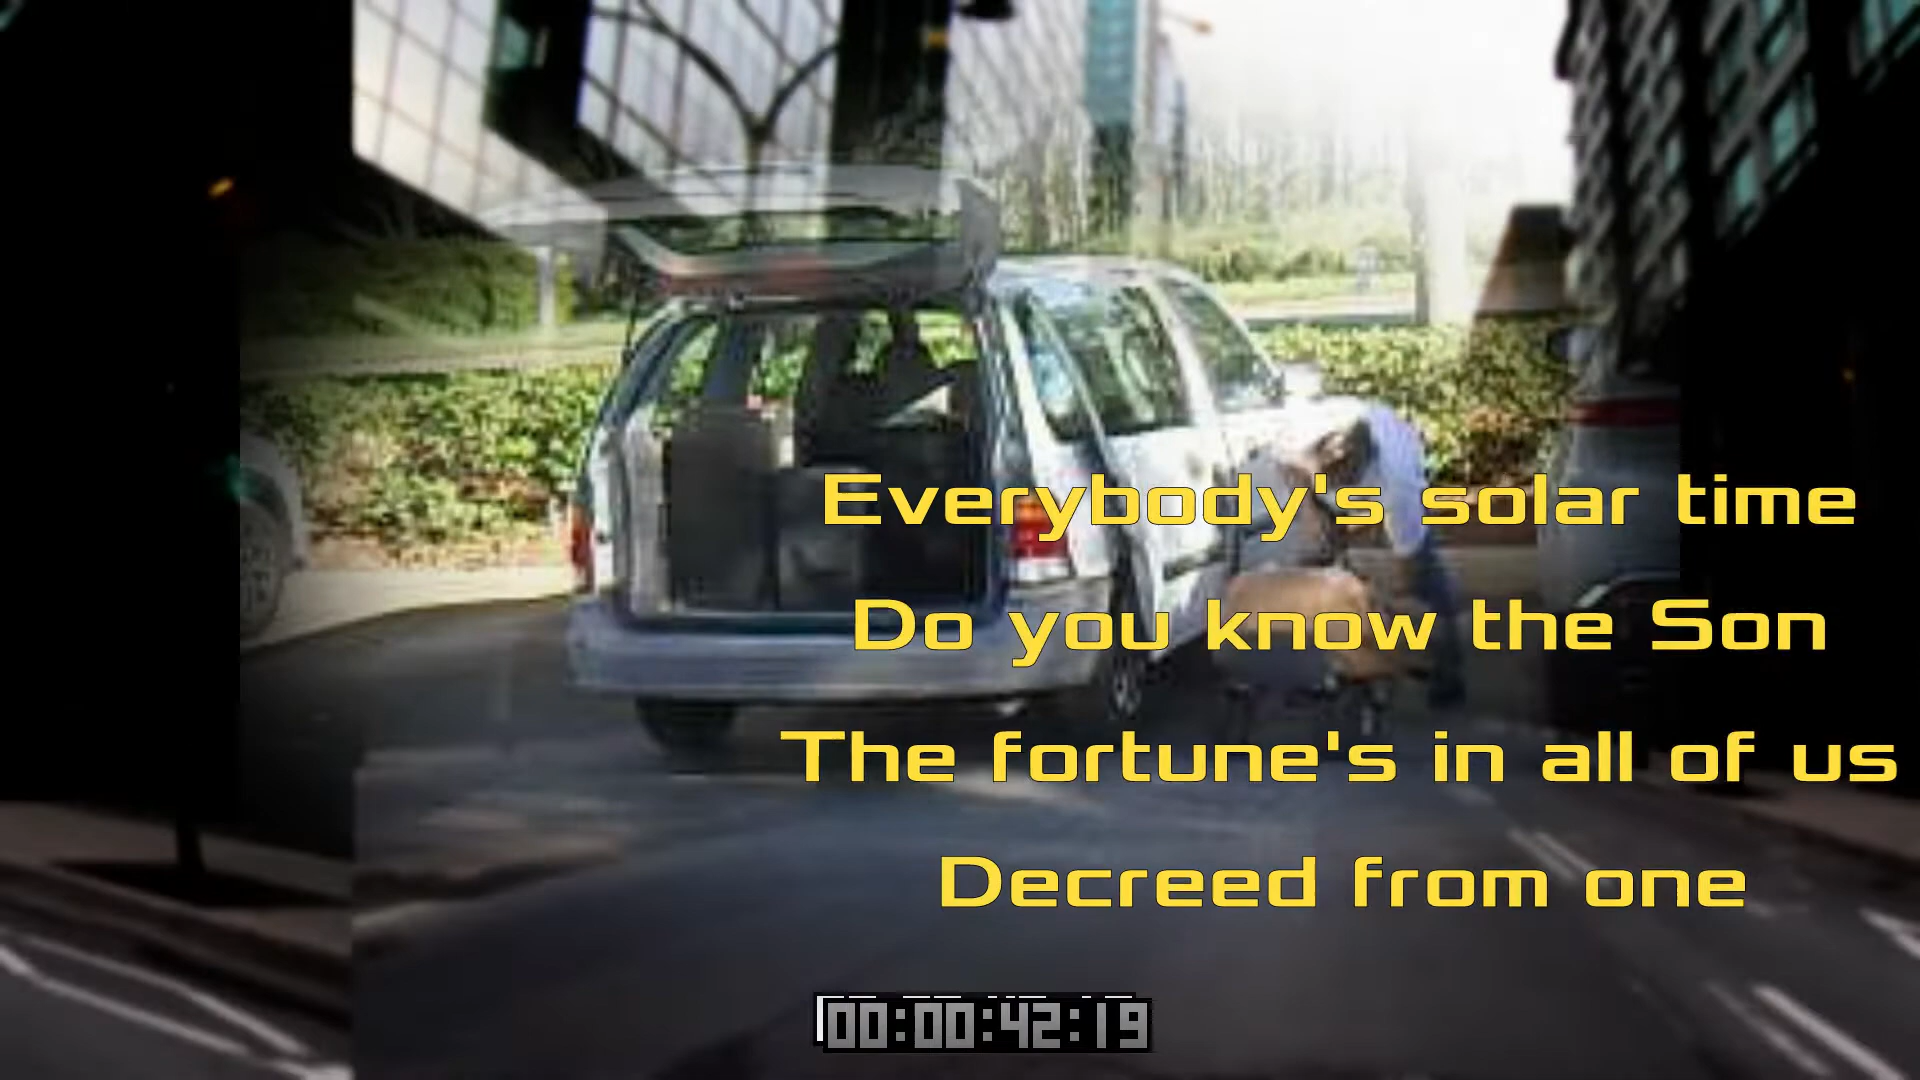 Everybody's solar time
Do you know the Son
The fortune's in all of us
Decreed from one
00:00:42:19